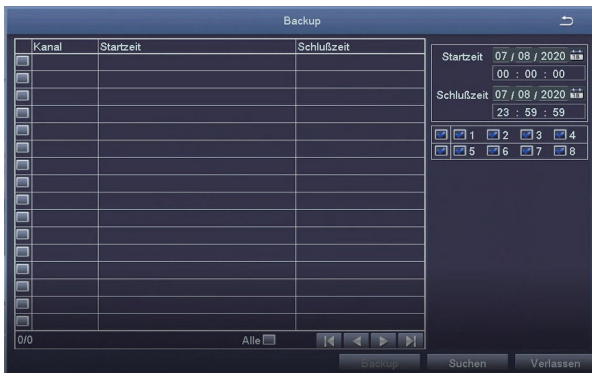 Backup
Kanal Startzeit Schlußzeit
Startzeit 07 / 08 / 2020
00 : 00 : 00
Schlußzeit 07 / 08 / 2020
23 : 59 : 59
1 2 3 4
5 6 7 8
0/0 Alle
Backup Suchen Verlassen